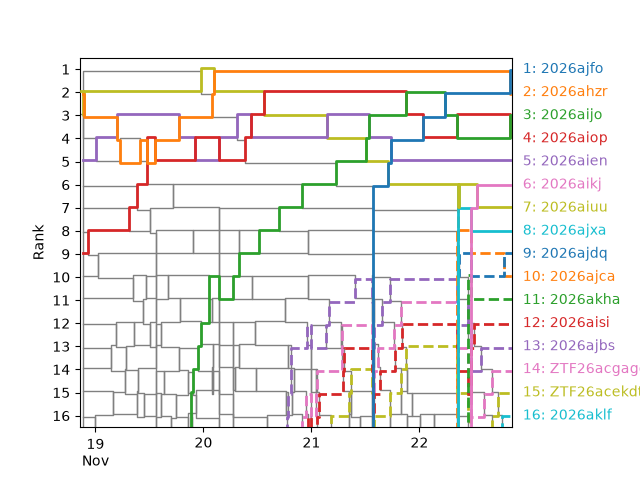 1
2
3
4
5
6
7
8
9
10
11
12
13
14
15
16
Rank
19
20
21
22
Nov
1: 2026ajfo
2: 2026ahzr
3: 2026aijo
4: 2026aiop
5: 2026aien
6: 2026aikj
7: 2026aiuu
8: 2026ajxa
9: 2026ajdq
10: 2026ajca
11: 2026akha
12: 2026aisi
13: 2026ajbs
14: ZTF26acgag
15: ZTF26acekdt
16: 2026aklf